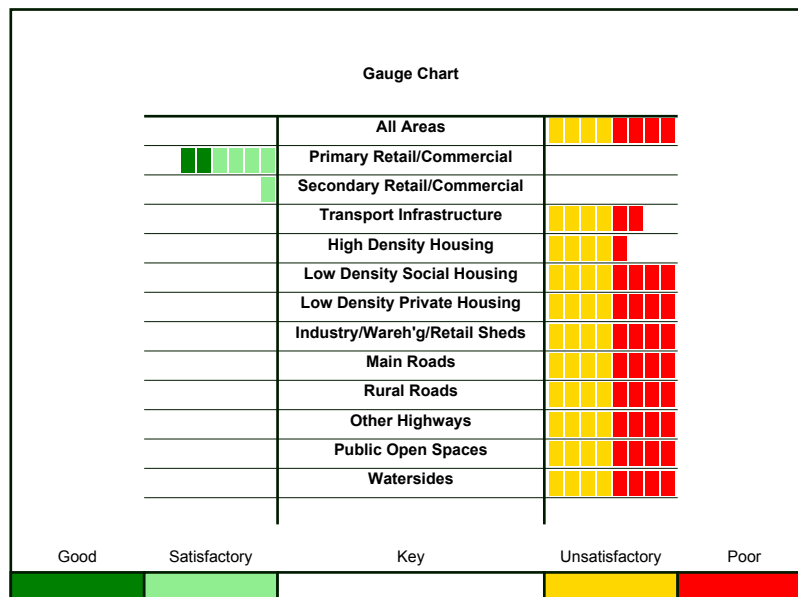 Gauge Chart
All Areas
Primary Retail/Commercial
Secondary Retail/Commercial
Transport Infrastructure
High Density Housing
Low Density Social Housing
Low Density Private Housing
Industry/Wareh'g/Retail Sheds
Main Roads
Rural Roads
Other Highways
Public Open Spaces
Watersides
Good Satisfactory Key Unsatisfactory Poor